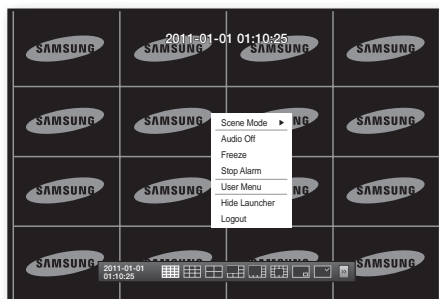 2011-01-01 01:10:25
SAMSUNG SAMSUNG SAMSUNG SAMSUNG
SAMSUNG SAMSUNG SAMSUNG SAMSUNG
Scene Mode
Audio Off
Freeze
Stop Alarm
SAMSUNG SAMSUNG SAMSUNG SAMSUNG
User Menu
Hide Launcher
Logout
SAMSUNG SAMSUNG SAMSUNG SAMSUNG
2011-01-01
01:10:25